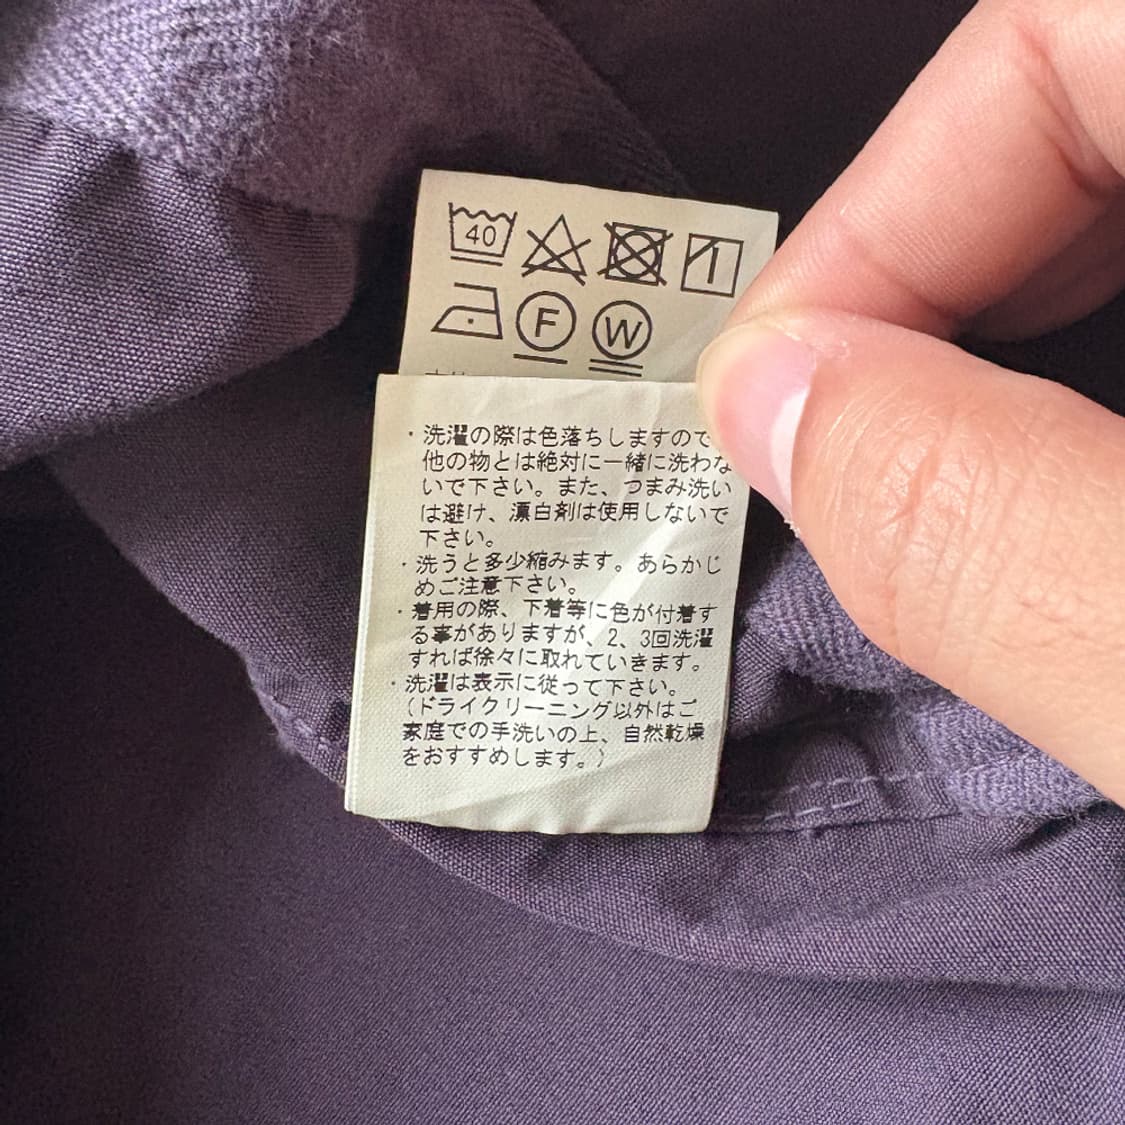 40
F
W
・洗濯の際は色落ちしますので
他の物とは絶対に一緒に洗わな
いで下さい。また、つまみ洗い
は避け、漂白剤は使用しないで
下さい。
・洗うと多少縮みます。あらかじ
めご注意下さい。
・着用の際、下着等に色が付着す
る事がありますが、2、3回洗濯
すれば徐々に取れていきます。
・洗濯は表示に従って下さい。
(ドライクリーニング以外はご
家庭での手洗いの上、自然乾燥
をおすすめします。)